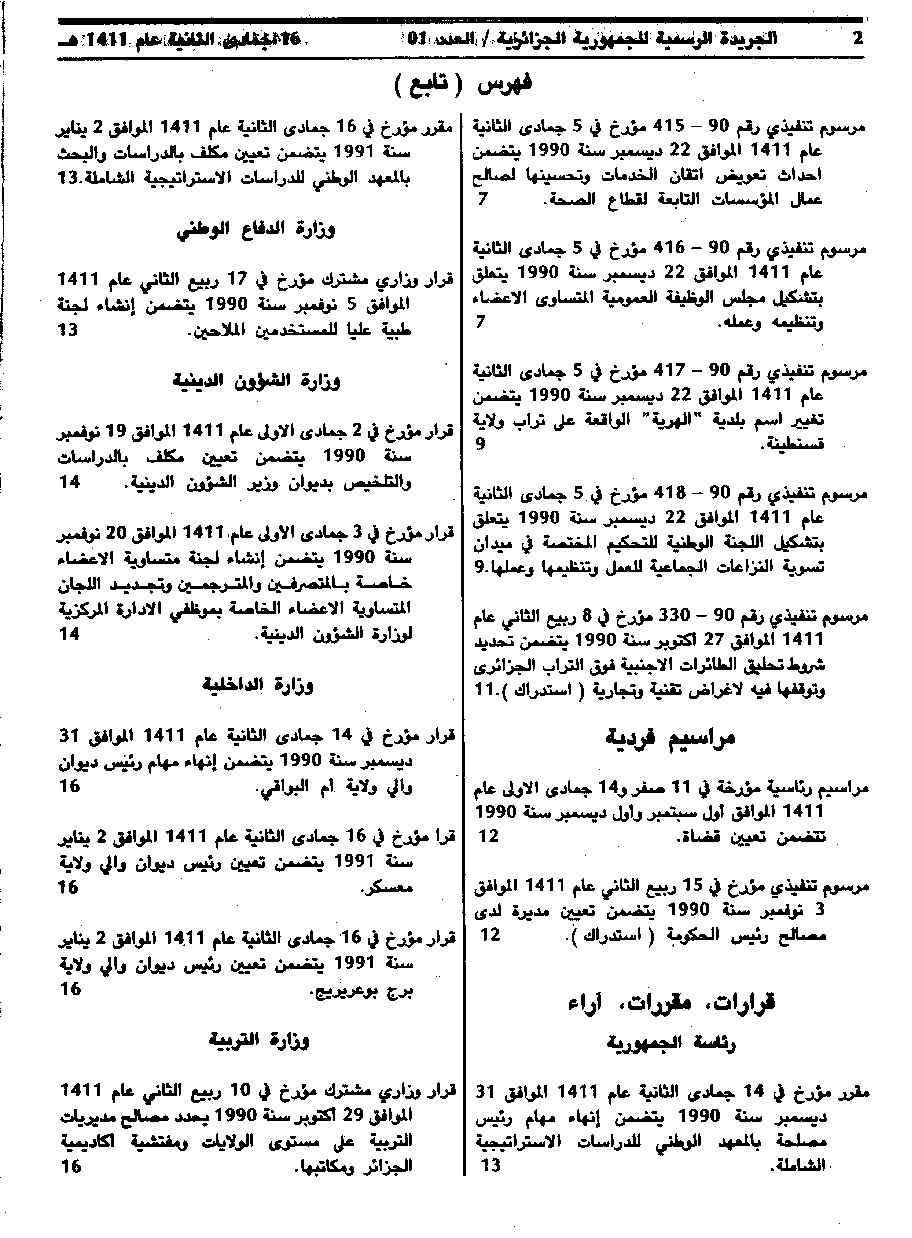 2 الجريدة الرسمية للجمهورية الجزائرية / العدد 01 16 جمادى الثانية عام 1411 هـ
فهرس ( تابع )
مرسوم تنفيذي رقم 90 – 415 مؤرخ في 5 جمادى الثانية
عام 1411 الموافق 22 ديسمبر سنة 1990 يتضمن
احداث تعويض اتقان الخدمات وتحسينها لصالح
عمال المؤسسات التابعة لقطاع الصحة. 7
مرسوم تنفيذي رقم 90 – 416 مؤرخ في 5 جمادى الثانية
عام 1411 الموافق 22 ديسمبر سنة 1990 يتعلق
بتشكيل مجلس الوظيفة العمومية المتساوى الاعضاء
وتنظيمه وعمله. 7
مرسوم تنفيذي رقم 90 – 417 مؤرخ في 5 جمادى الثانية
عام 1411 الموافق 22 ديسمبر سنة 1990 يتضمن
تغيير اسم بلدية "الهرية" الواقعة على تراب ولاية
قسنطينة. 9
مرسوم تنفيذي رقم 90 – 418 مؤرخ في 5 جمادى الثانية
عام 1411 الموافق 22 ديسمبر سنة 1990 يتعلق
بتشكيل اللجنة الوطنية للتحكيم المختصة في ميدان
تسوية النزاعات الجماعية للعمل وتنظيمها وعملها. 9
مرسوم تنفيذي رقم 90 – 330 مؤرخ في 8 ربيع الثاني عام
1411 الموافق 27 اكتوبر سنة 1990 يتضمن تحديد
شروط تحليق الطائرات الاجنبية فوق التراب الجزائرى
وتوقفها فيه لاغراض تقنية وتجارية ( استدراك ). 11
مراسيم فردية
مراسيم رئاسية مؤرخة في 11 صفر و14 جمادى الاولى عام
1411 الموافق أول سبتمبر وأول ديسمبر سنة 1990
تتضمن تعيين قضاة. 12
مرسوم تنفيذي مؤرخ في 15 ربيع الثاني عام 1411 الموافق
3 نوفمبر سنة 1990 يتضمن تعيين مديرة لدى
مصالح رئيس الحكومة ( استدراك ). 12
قرارات، مقررات، آراء
رئاسة الجمهورية
مقرر مؤرخ في 14 جمادى الثانية عام 1411 الموافق 31
ديسمبر سنة 1990 يتضمن إنهاء مهام رئيس
مصلحة بالمعهد الوطني للدراسات الاستراتيجية
الشاملة. 13
مقرر مؤرخ في 16 جمادى الثانية عام 1411 الموافق 2 يناير
سنة 1991 يتضمن تعيين مكلف بالدراسات والبحث
بالمعهد الوطني للدراسات الاستراتيجية الشاملة. 13
وزارة الدفاع الوطني
قرار وزاري مشترك مؤرخ في 17 ربيع الثاني عام 1411
الموافق 5 نوفمبر سنة 1990 يتضمن إنشاء لجنة
طبية عليا للمستخدمين الملاحين. 13
وزارة الشؤون الدينية
قرار مؤرخ في 2 جمادى الاولى عام 1411 الموافق 19 نوفمبر
سنة 1990 يتضمن تعيين مكلف بالدراسات
والتلخيص بديوان وزير الشؤون الدينية. 14
قرار مؤرخ في 3 جمادى الاولى عام 1411 الموافق 20 نوفمبر
سنة 1990 يتضمن إنشاء لجنة متساوية الاعضاء
خاصة بالمتصرفين والمترجمين وتجديد اللجان
المتساوية الاعضاء الخاصة بموظفي الادارة المركزية
لوزارة الشؤون الدينية. 14
وزارة الداخلية
قرار مؤرخ في 14 جمادى الثانية عام 1411 الموافق 31
ديسمبر سنة 1990 يتضمن إنهاء مهام رئيس ديوان
والي ولاية أم البواقي. 16
قرا مؤرخ في 16 جمادى الثانية عام 1411 الموافق 2 يناير
سنة 1991 يتضمن تعيين رئيس ديوان والي ولاية
معسكر. 16
قرار مؤرخ في 16 جمادى الثانية عام 1411 الموافق 2 يناير
سنة 1991 يتضمن تعيين رئيس ديوان والي ولاية
برج بوعريريج. 16
وزارة التربية
قرار وزاري مشترك مؤرخ في 10 ربيع الثاني عام 1411
الموافق 29 اكتوبر سنة 1990 يحدد مصالح مديريات
التربية على مستوى الولايات ومفتشية اكاديمية
الجزائر ومكاتبها. 16